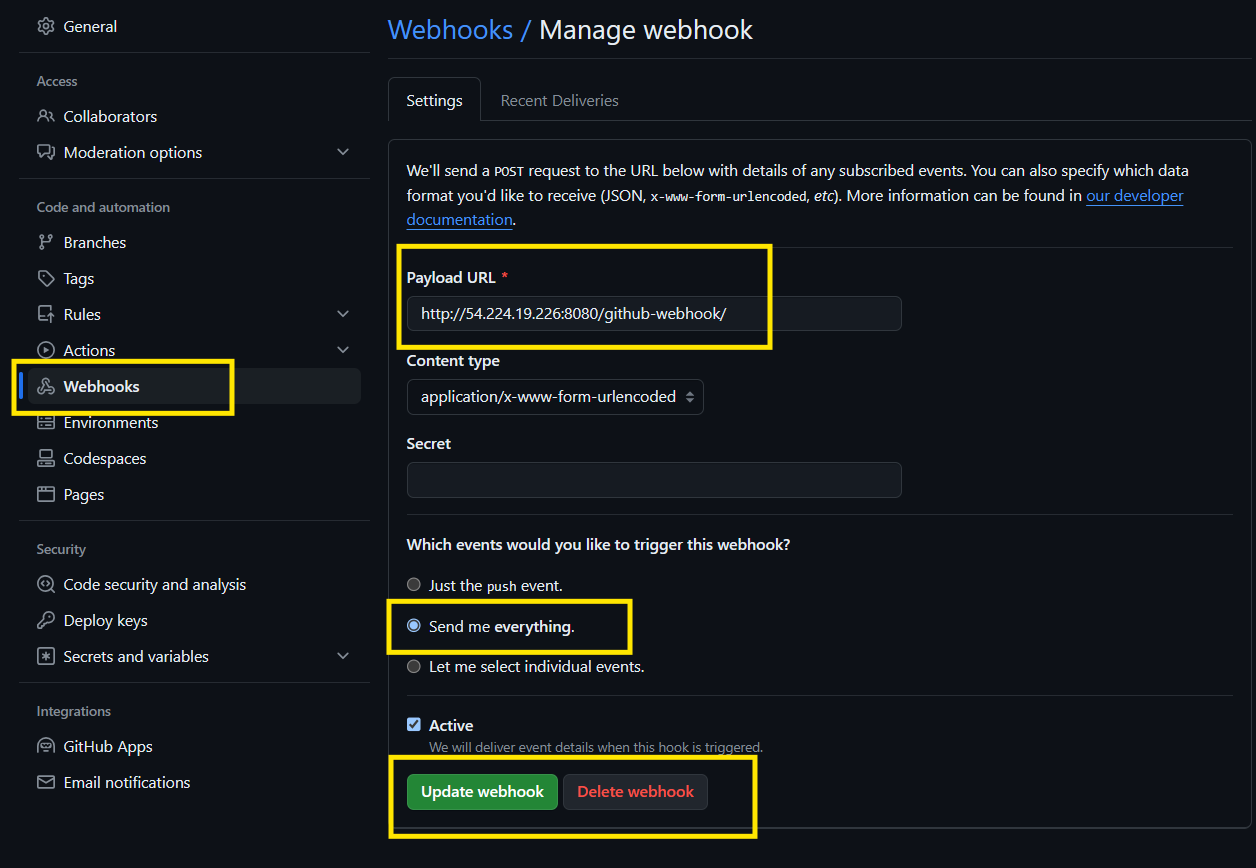 General
Access
Collaborators
Moderation options
Code and automation
Branches
Tags
Rules
Actions
Webhooks
Environments
Codespaces
Pages
Security
Code security and analysis
Deploy keys
Secrets and variables
Integrations
GitHub Apps
Email notifications
Webhooks / Manage webhook
Settings Recent Deliveries
We'll send a POST request to the URL below with details of any subscribed events. You can also specify which data
format you'd like to receive (JSON, x-www-form-urlencoded, etc). More information can be found in our developer
documentation.
Payload URL *
http://54.224.19.226:8080/github-webhook/
Content type
application/x-www-form-urlencoded
Secret
Which events would you like to trigger this webhook?
Just the push event.
Send me everything.
Let me select individual events.
Active
We will deliver event details when this hook is triggered.
Update webhook Delete webhook